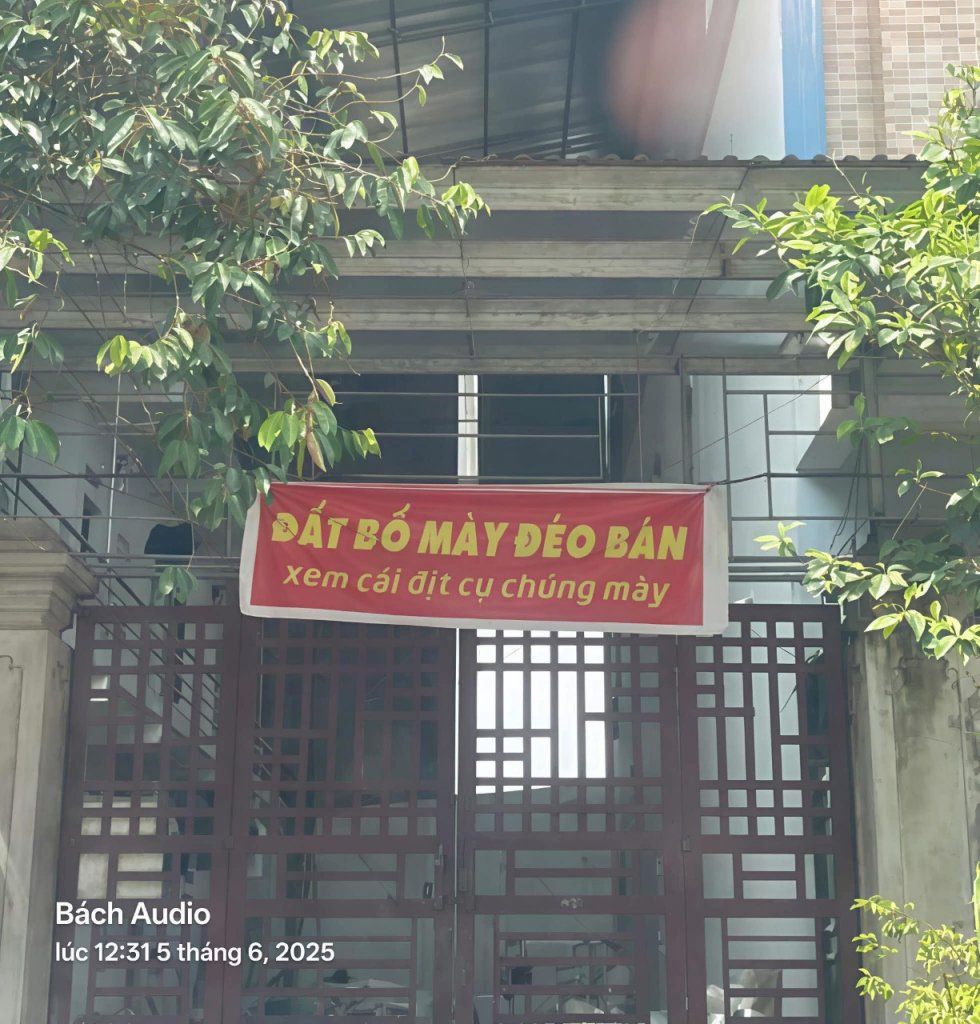 ĐẤT BỐ MÀY ĐÉO BÁN
xem cái địt cụ chúng mày
Bách Audio
lúc 12:31 5 tháng 6, 2025